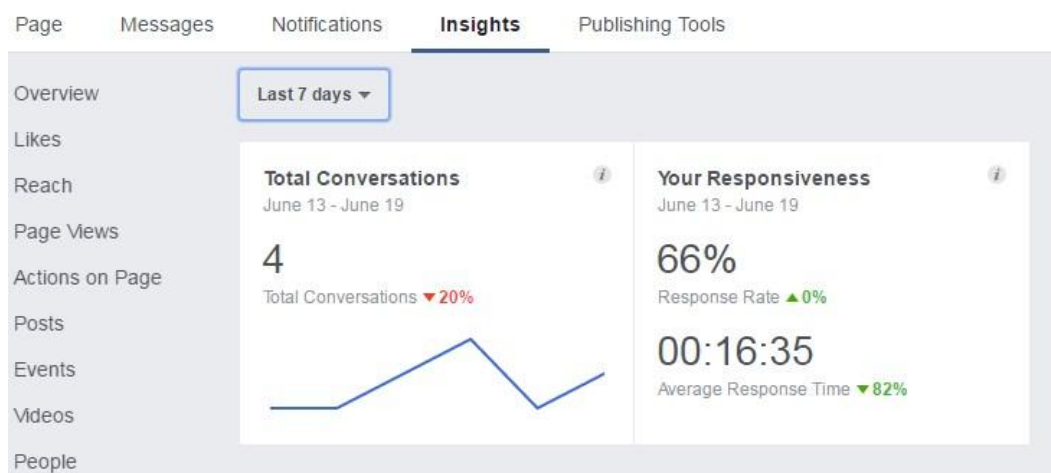 Page Messages Notifications Insights Publishing Tools
Overview
Likes
Reach
Page Views
Actions on Page
Posts
Events
Videos
People
Last 7 days
Total Conversations i
June 13 - June 19
4
Total Conversations ▼20%
Your Responsiveness i
June 13 - June 19
66%
Response Rate ▲0%
00:16:35
Average Response Time ▼82%